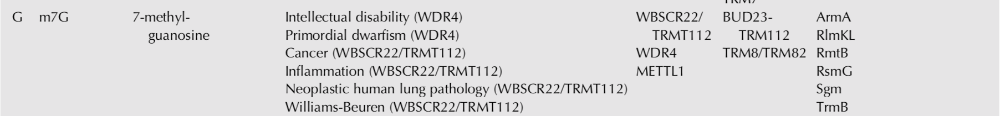 TRM7
G m7G 7-methyl- Intellectual disability (WDR4) WBSCR22/ BUD23- ArmA
guanosine Primordial dwarfism (WDR4) TRMT112 TRM112 RlmKL
Cancer (WBSCR22/TRMT112) WDR4 TRM8/TRM82 RmtB
Inflammation (WBSCR22/TRMT112) METTL1 RsmG
Neoplastic human lung pathology (WBSCR22/TRMT112) Sgm
Williams-Beuren (WBSCR22/TRMT112) TrmB